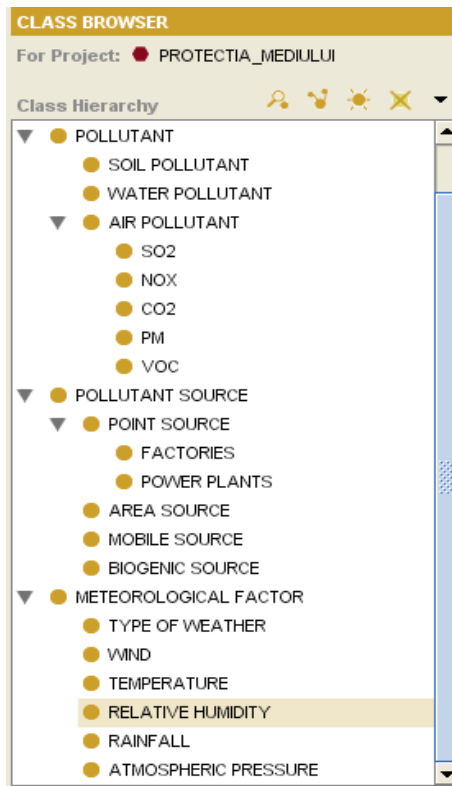 CLASS BROWSER
For Project: PROTECTIA_MEDIULUI
Class Hierarchy
POLLUTANT
SOIL POLLUTANT
WATER POLLUTANT
AIR POLLUTANT
SO2
NOX
CO2
PM
VOC
POLLUTANT SOURCE
POINT SOURCE
FACTORIES
POWER PLANTS
AREA SOURCE
MOBILE SOURCE
BIOGENIC SOURCE
METEOROLOGICAL FACTOR
TYPE OF WEATHER
WIND
TEMPERATURE
RELATIVE HUMIDITY
RAINFALL
ATMOSPHERIC PRESSURE